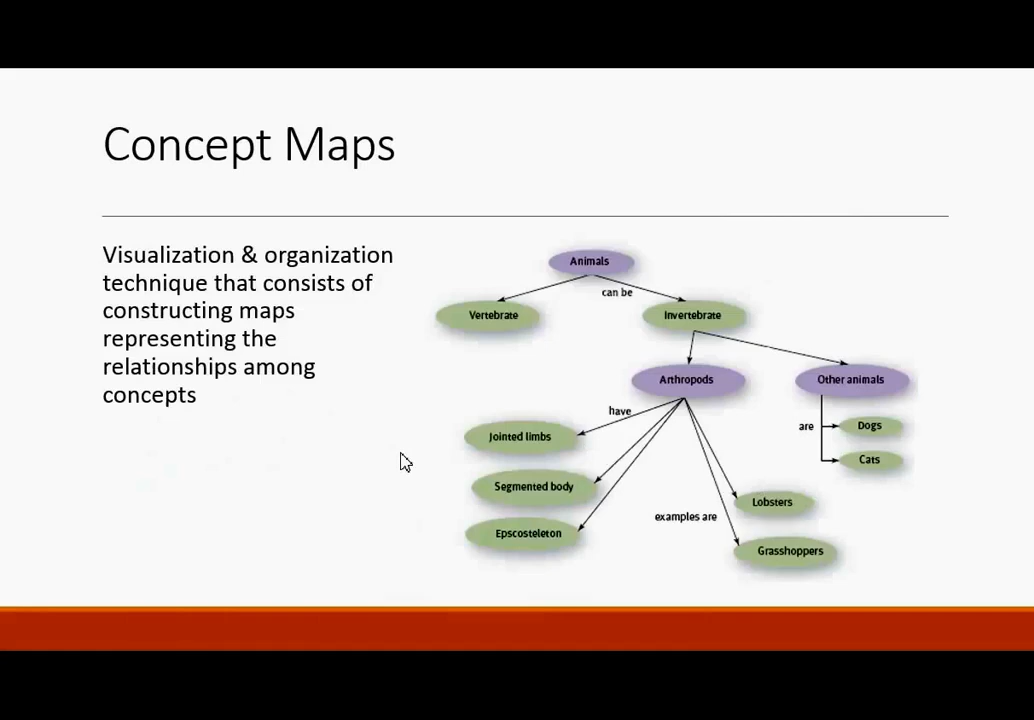 Concept Maps
Visualization & organization
technique that consists of
constructing maps
representing the
relationships among
concepts
Animals
can be
Vertebrate
Invertebrate
Arthropods
Other animals
have
are
Dogs
Jointed limbs
Cats
Segmented body
Lobsters
examples are
Epscosteleton
Grasshoppers